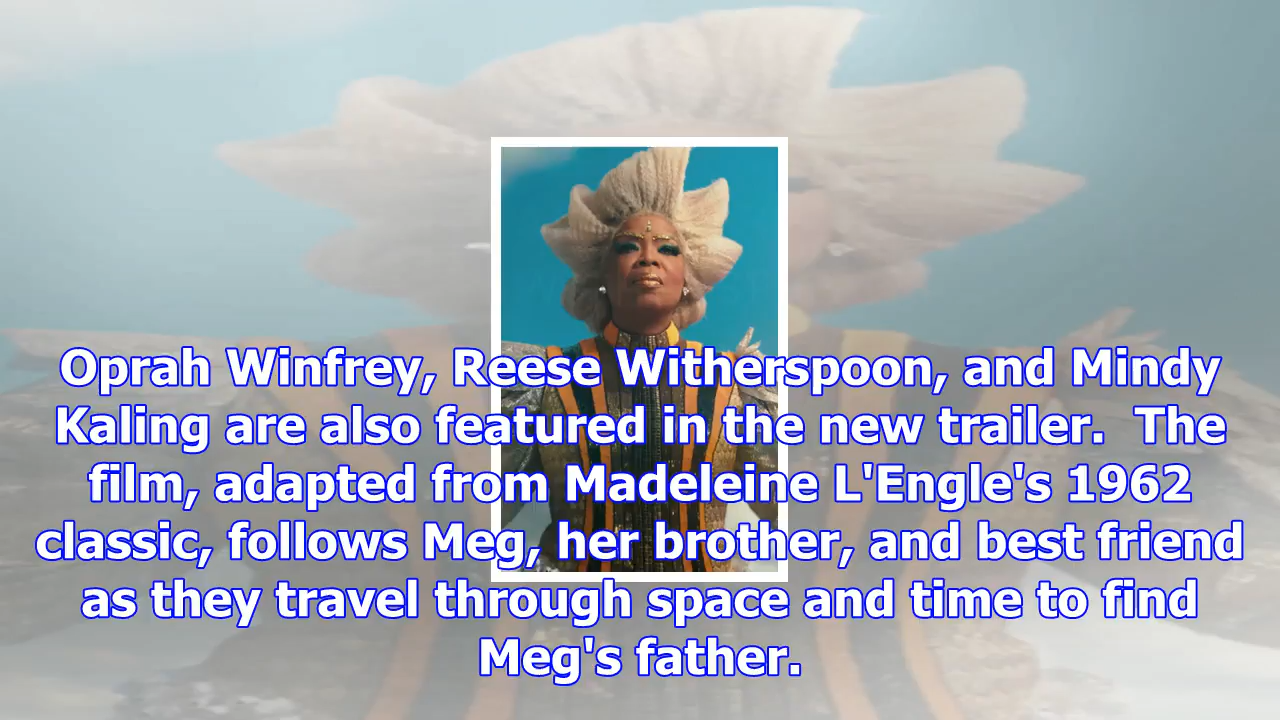 Oprah Winfrey, Reese Witherspoon, and Mindy
Kaling are also featured in the new trailer.  The
film, adapted from Madeleine L'Engle's 1962
classic, follows Meg, her brother, and best friend
as they travel through space and time to find
Meg's father.